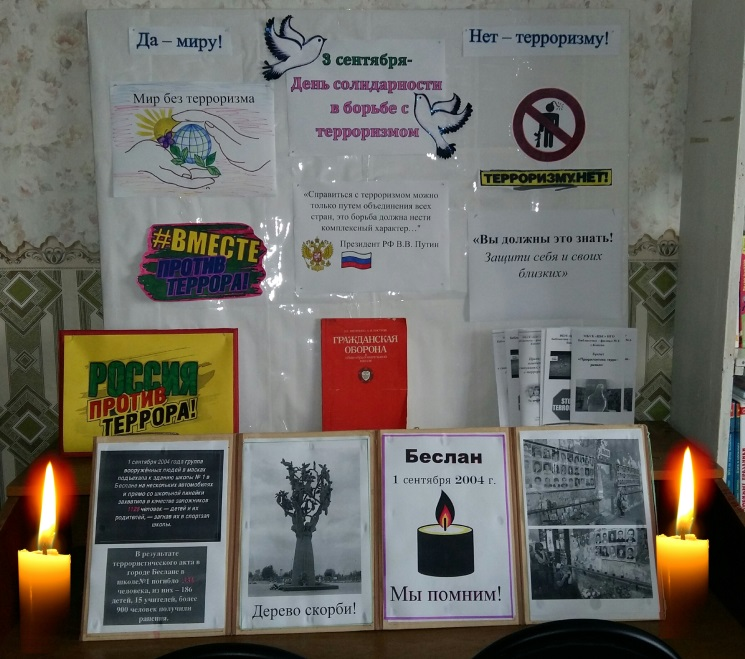 Да – миру!
3 сентября-
День солидарности
в борьбе с
терроризмом
Нет – терроризму!
Мир без терроризма
ТЕРРОРИЗМУ.НЕТ!
«Справиться с терроризмом можно
только путем объединения всех
стран, это борьба должна нести
комплексный характер…"
Президент РФ В.В. Путин
#ВМЕСТЕ
ПРОТИВ
ТЕРРОРА!
«Вы должны это знать!
Защити себя и своих
близких»
РОССИЯ
ПРОТИВ
ТЕРРОРА!
ГРАЖДАНСКАЯ
ОБОРОНА
1 сентября 2004 года группа
вооружённых людей в масках
подъехала к зданию школы № 1 в
Беслане на нескольких автомобилях
и прямо со школьной линейки
захватила в качестве заложников
1128 человек — детей и их
родителей, — загнав их в спортзал
школы.
В результате
террористического акта в
городе Беслане в
школе№1 погибло
человека, из них – 186
детей, 15 учителей, более
900 человек получили
ранения.
Дерево скорби!
Беслан
1 сентября 2004 г.
Мы помним!